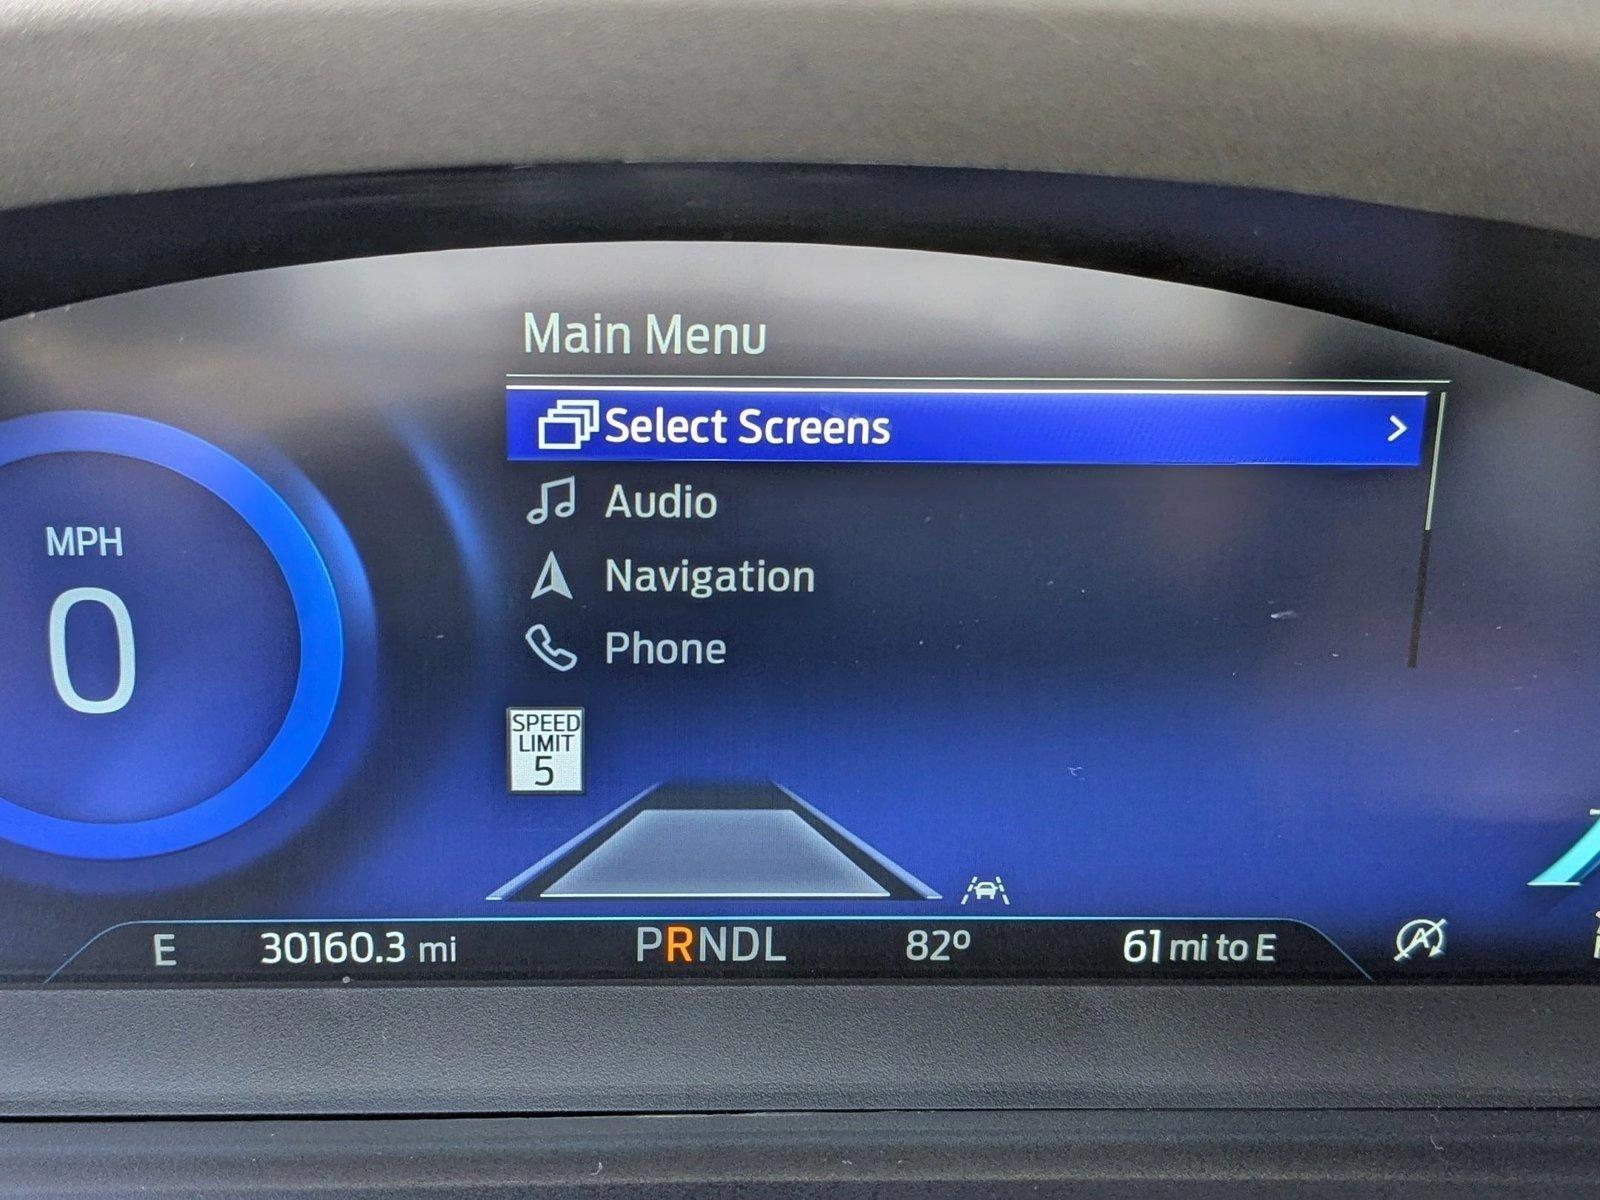 Main Menu
Select Screens
Audio
Navigation
Phone
MPH
0
SPEED
LIMIT
5
E
30160.3 mi
PRNDL
82º
61 mi to E
A